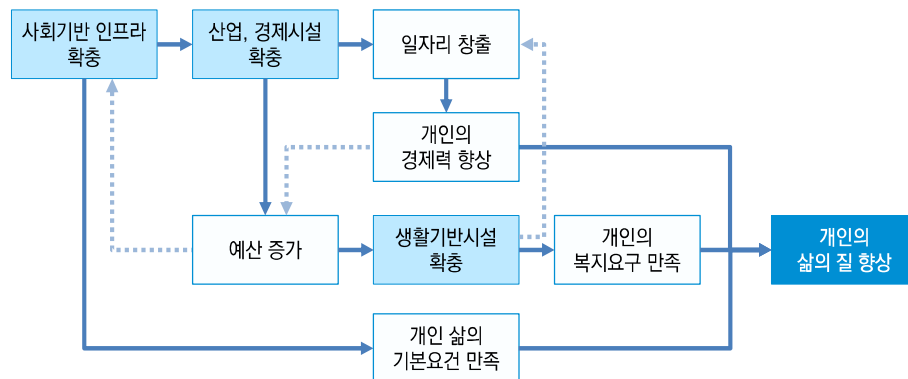 사회기반 인프라
확충
산업, 경제시설
확충
일자리 창출
개인의
경제력 향상
예산 증가
생활기반시설
확충
개인의
복지요구 만족
개인의
삶의 질 향상
개인 삶의
기본요건 만족